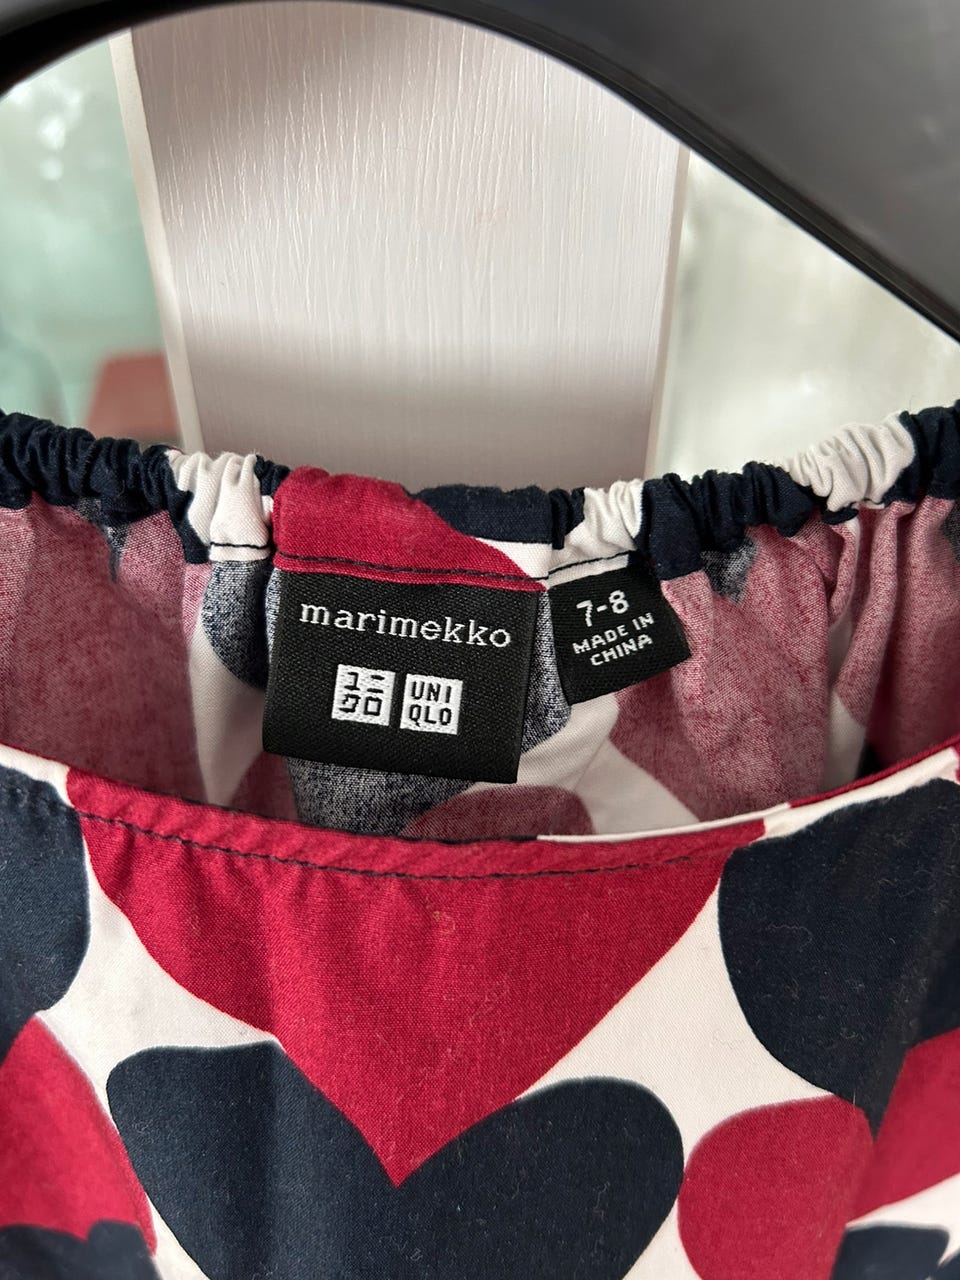 marimekko
ユニ UNI
クロ QLO
7-8
MADE IN
CHINA